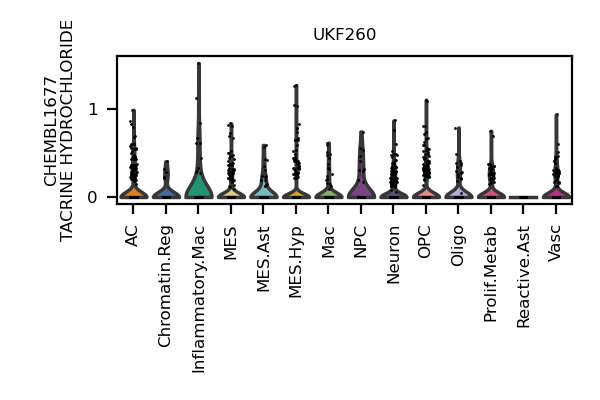 UKF260
CHEMBL1677
TACRINE HYDROCHLORIDE
1
0
AC
Chromatin.Reg
Inflammatory.Mac
MES
MES.Ast
MES.Hyp
Mac
NPC
Neuron
OPC
Oligo
Prolif.Metab
Reactive.Ast
Vasc